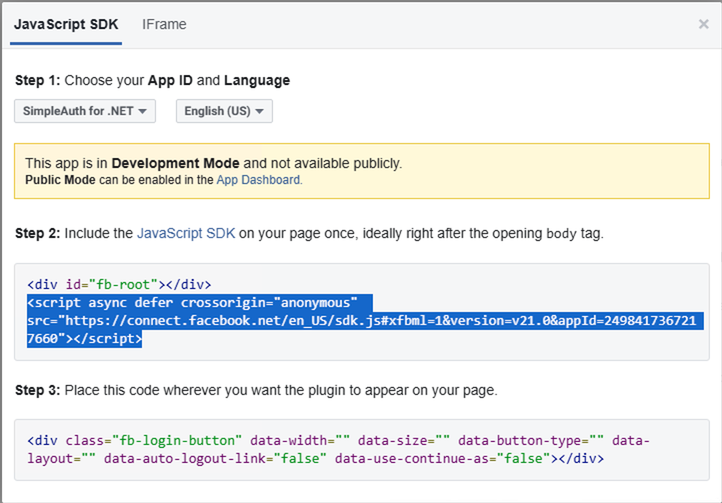 JavaScript SDK IFrame ×
Step 1: Choose your App ID and Language
SimpleAuth for .NET English (US)
This app is in Development Mode and not available publicly.
Public Mode can be enabled in the App Dashboard.
Step 2: Include the JavaScript SDK on your page once, ideally right after the opening body tag.
<div id="fb-root"></div>
<script async defer crossorigin="anonymous"
src="https://connect.facebook.net/en_US/sdk.js#xfbml=1&version=v21.0&appId=249841736721
7660"></script>
Step 3: Place this code wherever you want the plugin to appear on your page.
<div class="fb-login-button" data-width="" data-size="" data-button-type="" data-
layout="" data-auto-logout-link="false" data-use-continue-as="false"></div>